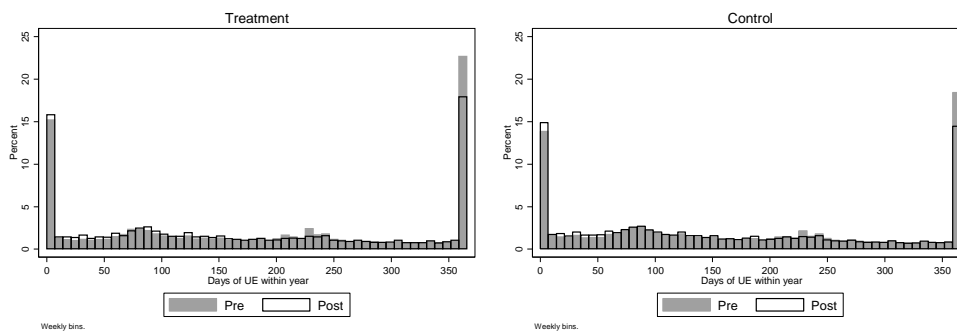 Treatment
Percent
25
20
15
10
5
0
0 50 100 150 200 250 300 350
Days of UE within year
Pre Post
Weekly bins.
Control
Percent
25
20
15
10
5
0
0 50 100 150 200 250 300 350
Days of UE within year
Pre Post
Weekly bins.